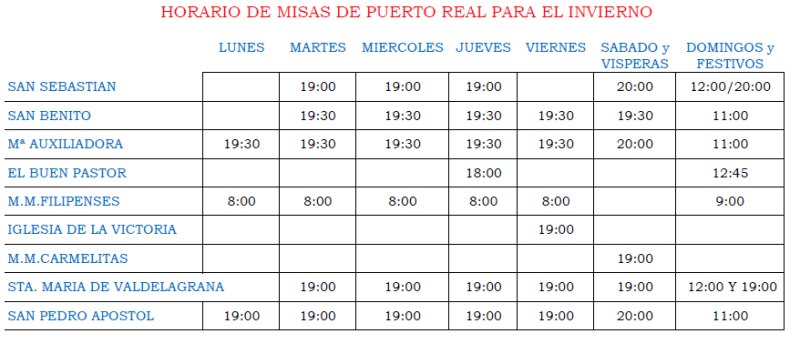 HORARIO DE MISAS DE PUERTO REAL PARA EL INVIERNO
LUNES MARTES MIERCOLES JUEVES VIERNES SABADO y VISPERAS DOMINGOS y FESTIVOS
SAN SEBASTIAN 19:00 19:00 19:00 20:00 12:00/20:00
SAN BENITO 19:30 19:30 19:30 19:30 19:30 11:00
Mª AUXILIADORA 19:30 19:30 19:30 19:30 19:30 20:00 11:00
EL BUEN PASTOR 18:00 12:45
M.M.FILIPENSES 8:00 8:00 8:00 8:00 8:00 9:00
IGLESIA DE LA VICTORIA 19:00
M.M.CARMELITAS 19:00
STA. MARIA DE VALDELAGRANA 19:00 19:00 19:00 19:00 19:00 12:00 Y 19:00
SAN PEDRO APOSTOL 19:00 19:00 19:00 19:00 19:00 20:00 11:00